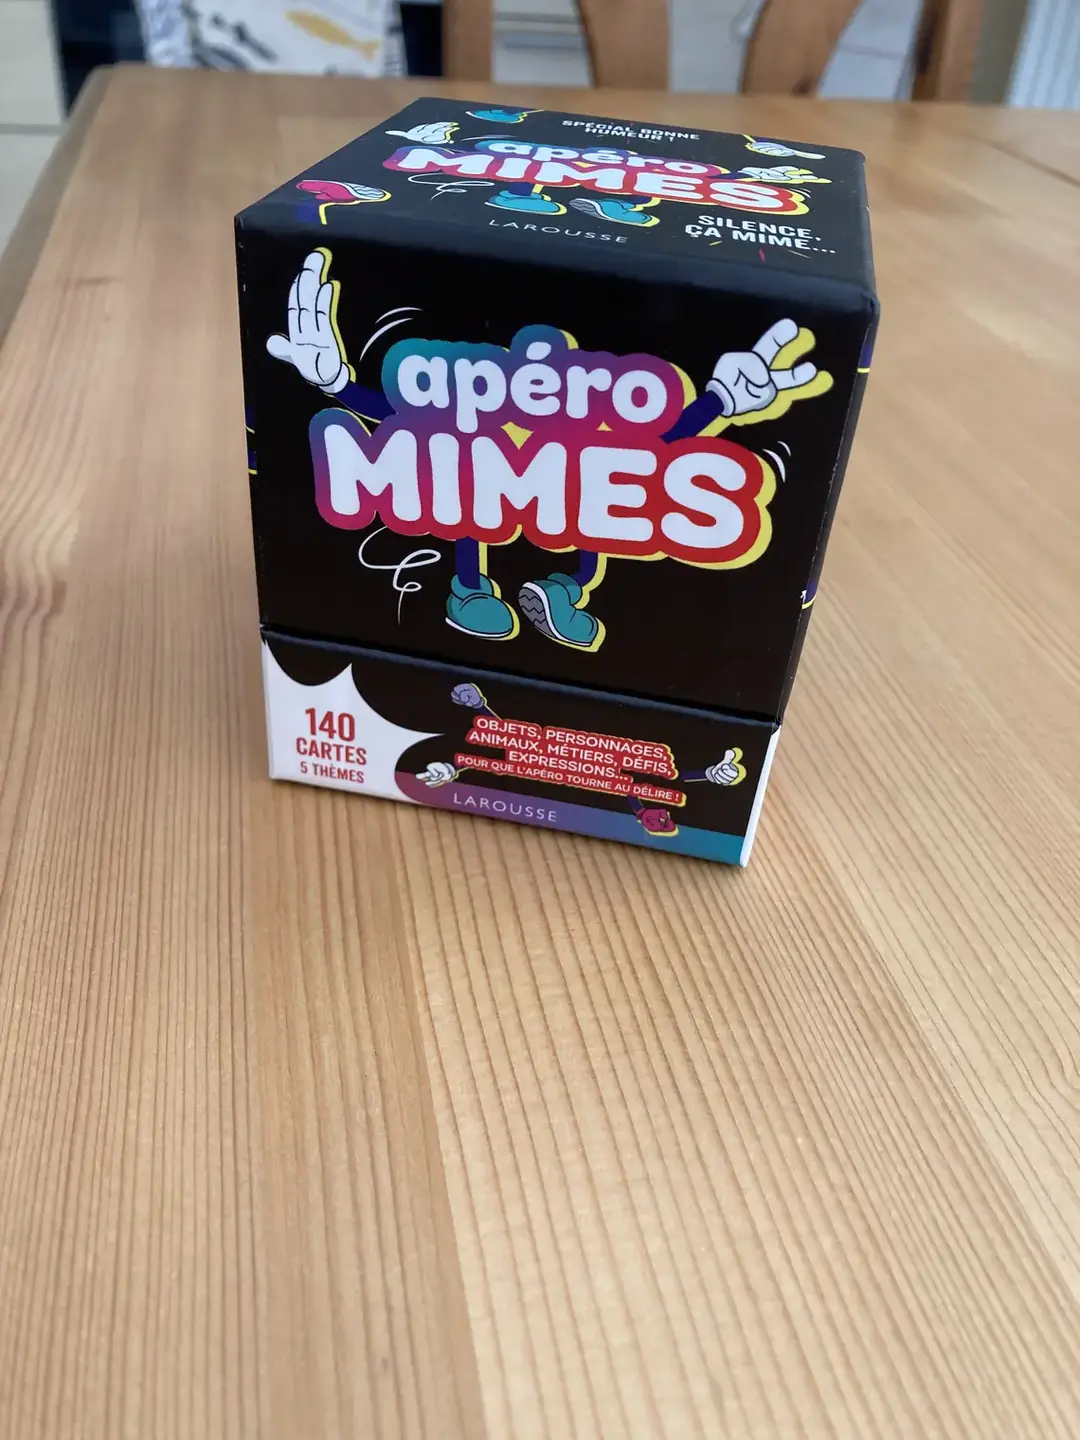 SPÉCIAL BONNE
HUMEUR !
apéro
MIMES
SILENCE,
ÇA MIME...
LAROUSSE
apéro
MIMES
140
CARTES
5 THÈMES
OBJETS, PERSONNAGES,
ANIMAUX, MÉTIERS, DÉFIS,
EXPRESSIONS...
POUR QUE L'APÉRO TOURNE AU DÉLIRE !
LAROUSSE